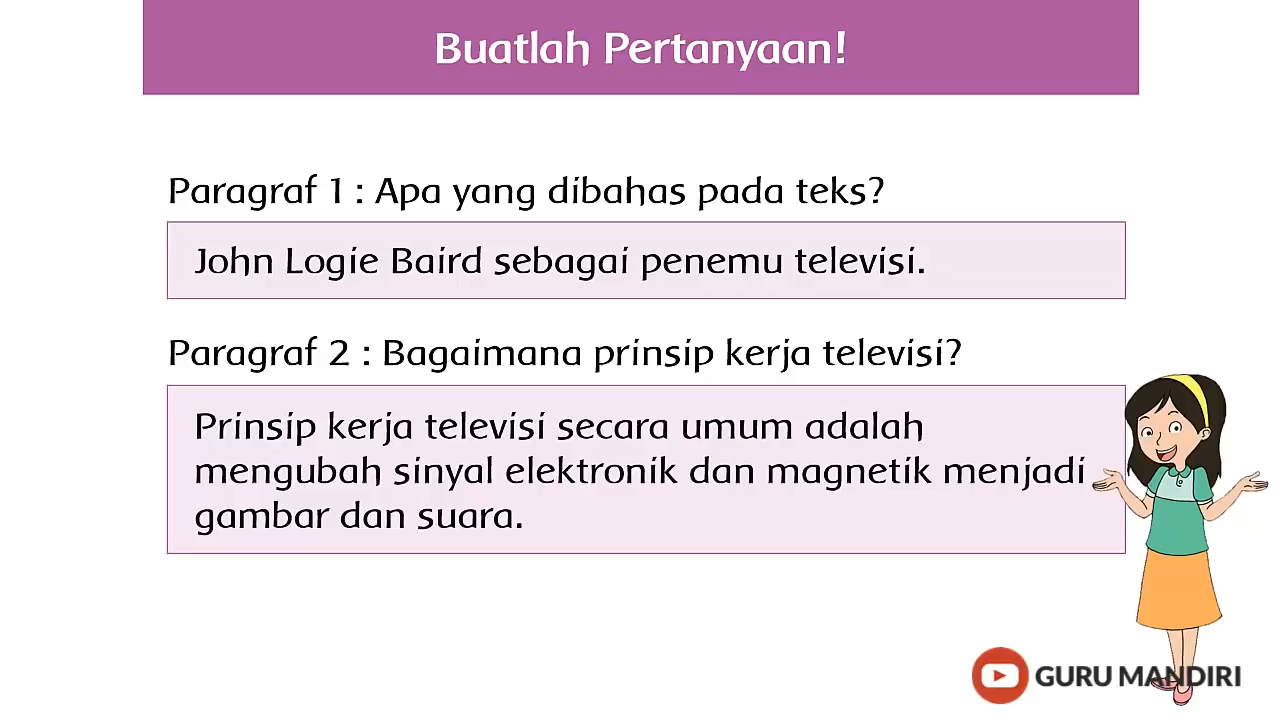 Buatlah Pertanyaan!
Paragraf 1 : Apa yang dibahas pada teks?
John Logie Baird sebagai penemu televisi.
Paragraf 2 : Bagaimana prinsip kerja televisi?
Prinsip kerja televisi secara umum adalah
mengubah sinyal elektronik dan magnetik menjadi
gambar dan suara.
GURU MANDIRI